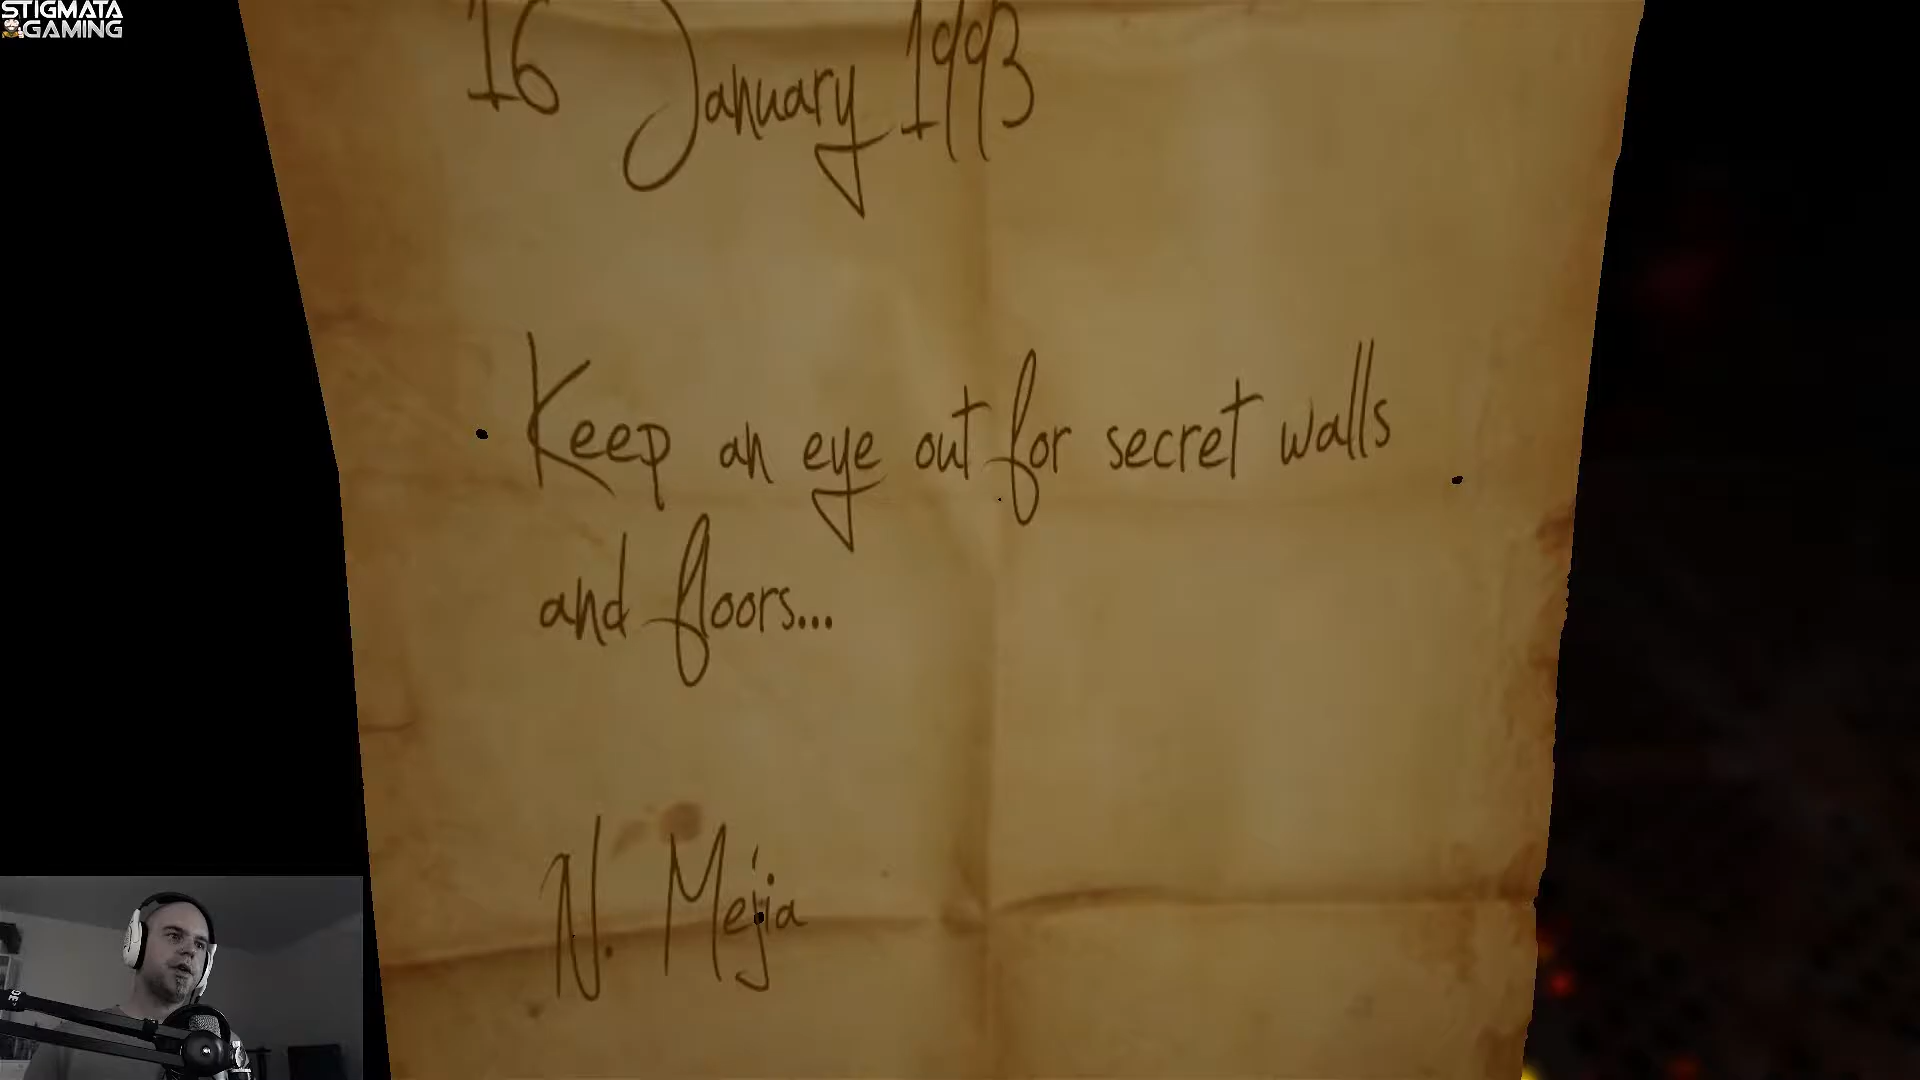 STIGMATA
GAMING
16 January 1993
Keep an eye out for secret walls
and floors...
N. Mejia